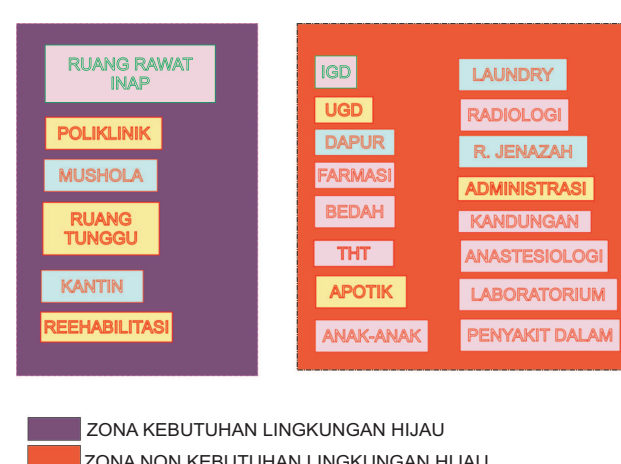 RUANG RAWAT
INAP
POLIKLINIK
MUSHOLA
RUANG
TUNGGU
KANTIN
REEHABILITASI
IGD
UGD
DAPUR
FARMASI
BEDAH
THT
APOTIK
ANAK-ANAK
LAUNDRY
RADIOLOGI
R. JENAZAH
ADMINISTRASI
KANDUNGAN
ANASTESIOLOGI
LABORATORIUM
PENYAKIT DALAM
ZONA KEBUTUHAN LINGKUNGAN HIJAU
ZONA NON KEBUTUHAN LINGKUNGAN HIJAU